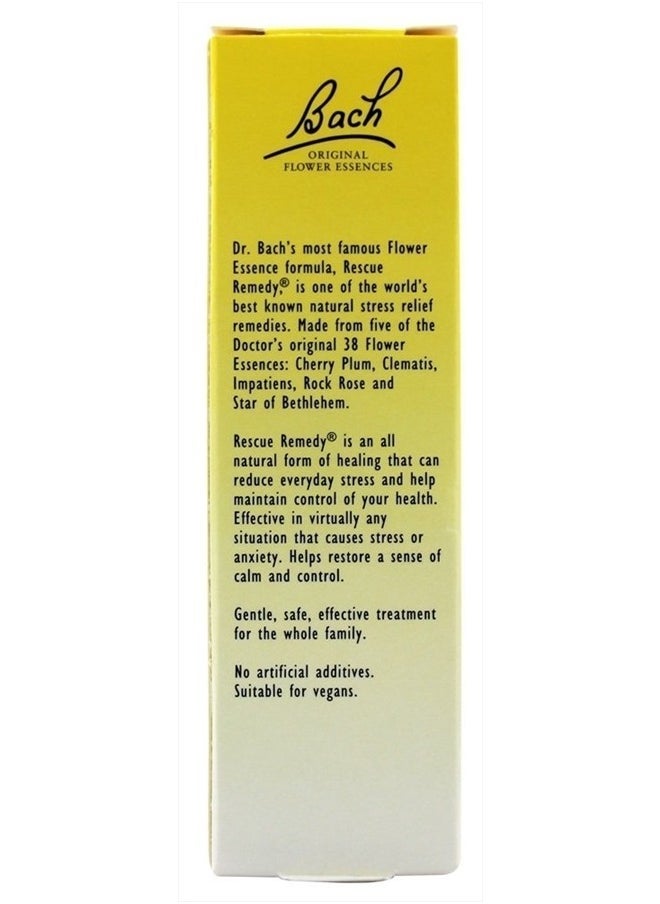 Bach
ORIGINAL
FLOWER ESSENCES
Dr. Bach's most famous Flower
Essence formula, Rescue
Remedy,® is one of the world's
best known natural stress relief
remedies. Made from five of the
Doctor's original 38 Flower
Essences: Cherry Plum, Clematis,
Impatiens, Rock Rose and
Star of Bethlehem.
Rescue Remedy® is an all
natural form of healing that can
reduce everyday stress and help
maintain control of your health.
Effective in virtually any
situation that causes stress or
anxiety. Helps restore a sense of
calm and control.
Gentle, safe, effective treatment
for the whole family.
No artificial additives.
Suitable for vegans.